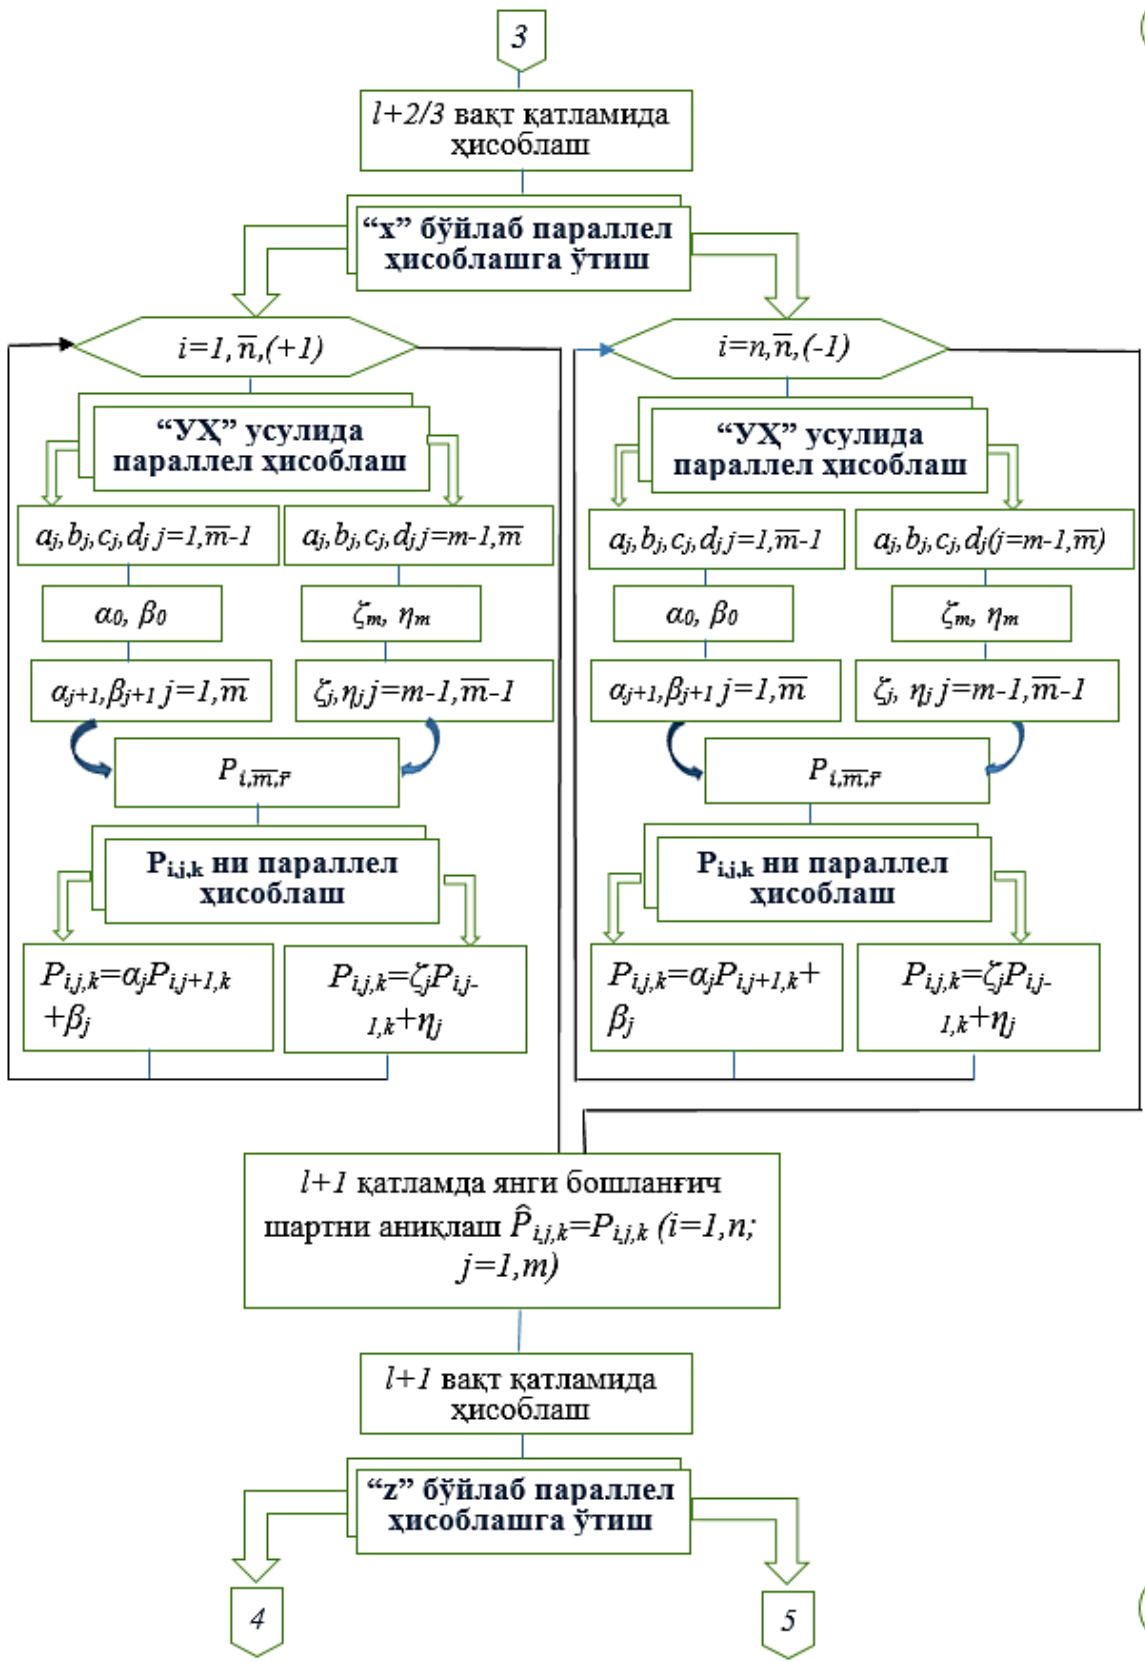 3
l+2/3 вақт қатламида
ҳисоблаш
“x” бўйлаб параллел
ҳисоблашга ўтиш
i=1, n̅,(+1)
“УҲ” усулида
параллел ҳисоблаш
aj, bj, cj, dj j=1,m̅-1
aj, bj, cj, dj j=m-1,m̅
α0, β0
ζm, ηm
αj+1,βj+1 j=1,m̅
ζj,ηj j=m-1,m̅-1
Pi,m̅,r̅
Pi,j,k ни параллел
ҳисоблаш
Pi,j,k=αjPi,j+1,k
+βj
Pi,j,k=ζjPi,j-
1,k+ηj
i=n,n̅,(-1)
“УҲ” усулида
параллел ҳисоблаш
aj, bj, cj, dj j=1,m̅-1
aj, bj, cj, dj(j=m-1,m̅)
α0, β0
ζm, ηm
αj+1,βj+1 j=1,m̅
ζj, ηj j=m-1,m̅-1
Pi,m̅,r̅
Pi,j,k ни параллел
ҳисоблаш
Pi,j,k=αjPi,j+1,k+
βj
Pi,j,k=ζjPi,j-
1,k+ηj
l+1 қатламда янги бошланғич
шартни аниқлаш P̂i,j,k=Pi,j,k (i=1,n;
j=1,m)
l+1 вақт қатламида
ҳисоблаш
“z” бўйлаб параллел
ҳисоблашга ўтиш
4
5